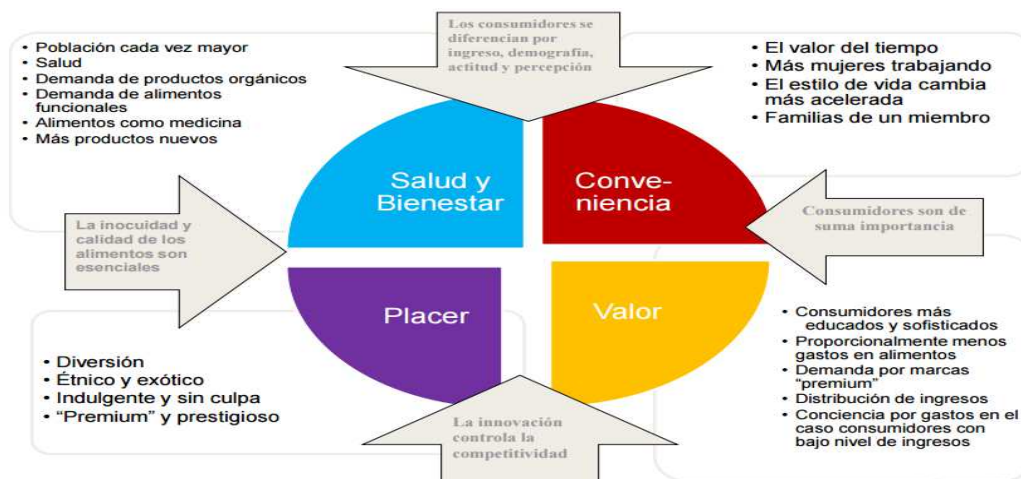 Los consumidores se
diferencian por
ingreso, demografía,
actitud y percepción
• Población cada vez mayor
• Salud
• Demanda de productos orgánicos
• Demanda de alimentos
funcionales
• Alimentos como medicina
• Más productos nuevos
• El valor del tiempo
• Más mujeres trabajando
• El estilo de vida cambia
más acelerada
• Familias de un miembro
Salud y
Bienestar
Conve-
niencia
La inocuidad y
calidad de los
alimentos son
esenciales
Consumidores son de
suma importancia
Placer
Valor
• Diversión
• Étnico y exótico
• Indulgente y sin culpa
• “Premium” y prestigioso
• Consumidores más
educados y sofisticados
• Proporcionalmente menos
gastos en alimentos
• Demanda por marcas
“premium”
• Distribución de ingresos
• Conciencia por gastos en el
caso consumidores con
bajo nivel de ingresos
La innovación
controla la
competitividad